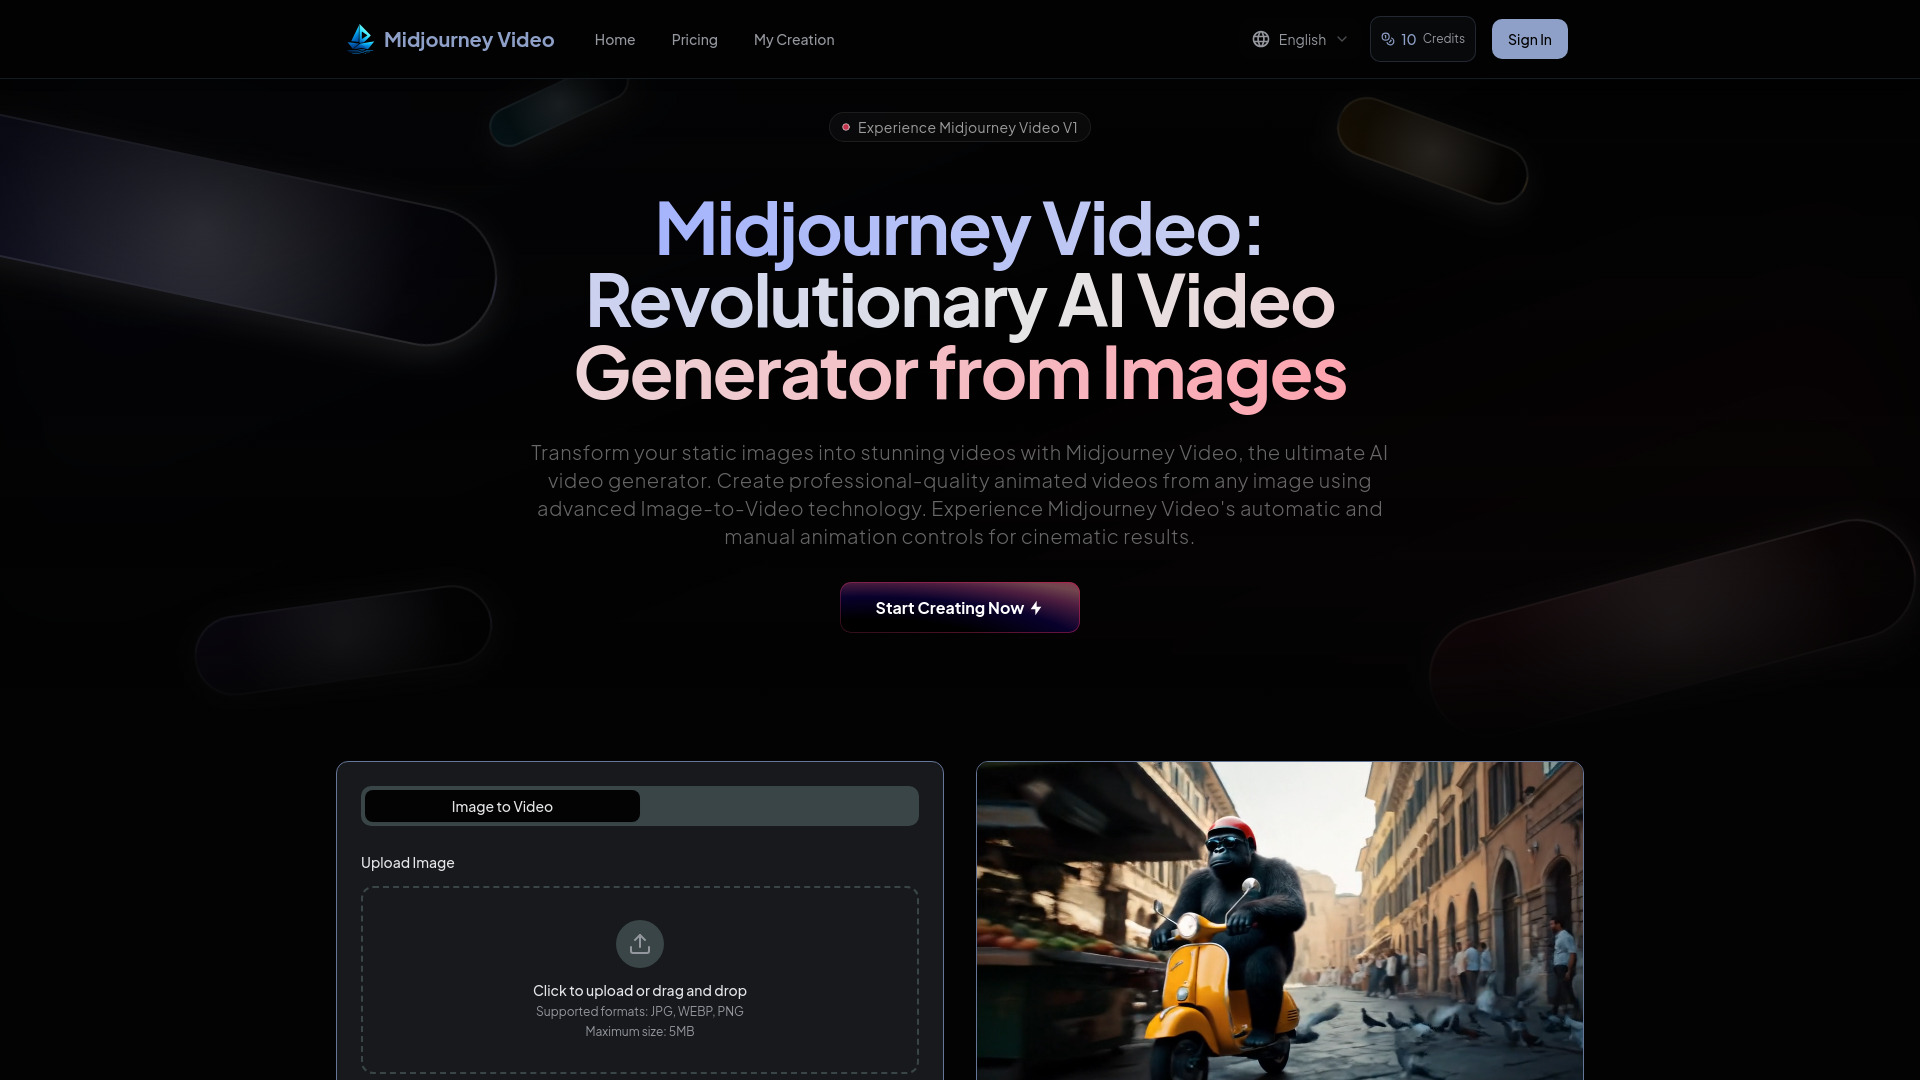 Midjourney Video
Home
Pricing
My Creation
English
10 Credits
Sign In
Experience Midjourney Video V1
Midjourney Video:
Revolutionary AI Video
Generator from Images
Transform your static images into stunning videos with Midjourney Video, the ultimate AI
video generator. Create professional-quality animated videos from any image using
advanced Image-to-Video technology. Experience Midjourney Video's automatic and
manual animation controls for cinematic results.
Start Creating Now
Image to Video
Upload Image
Click to upload or drag and drop
Supported formats: JPG, WEBP, PNG
Maximum size: 5MB